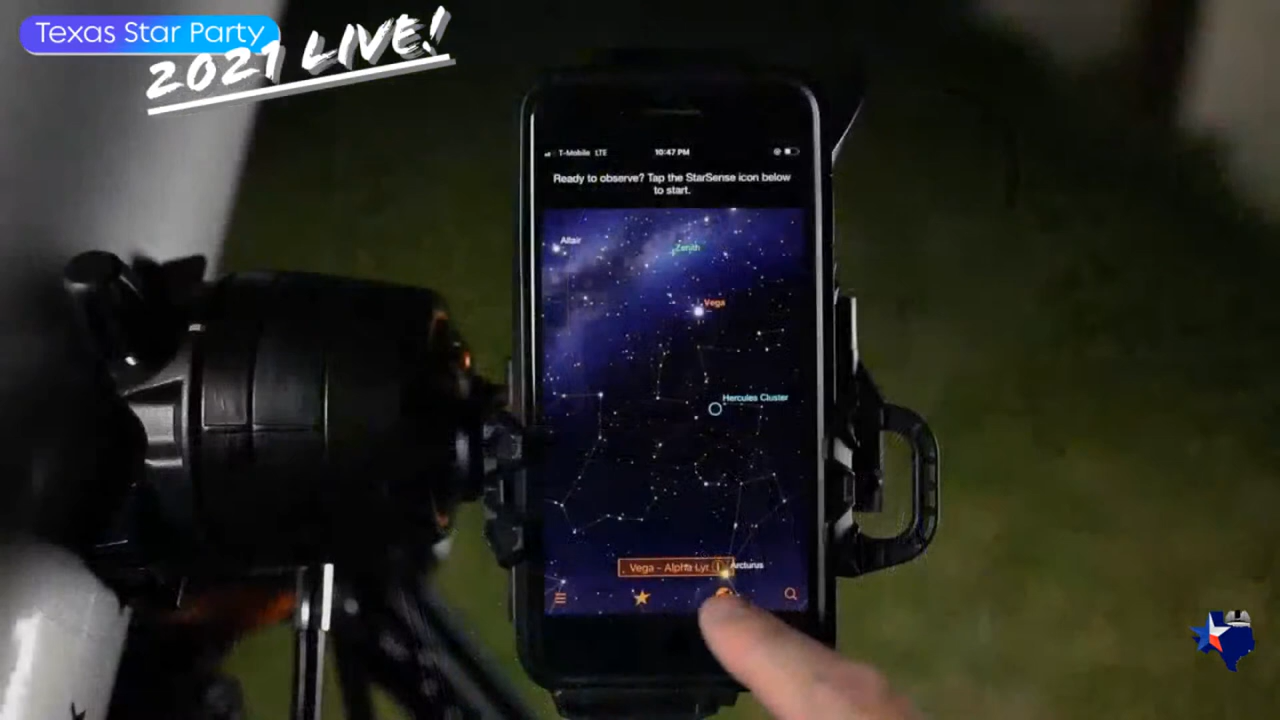 Texas Star Party
2021 LIVE!
T-Mobile LTE
10:47 PM
Ready to observe? Tap the StarSense icon below
to start.
Altair
Zenith
Vega
Hercules Cluster
Vega - Alpha Lyr
Arcturus